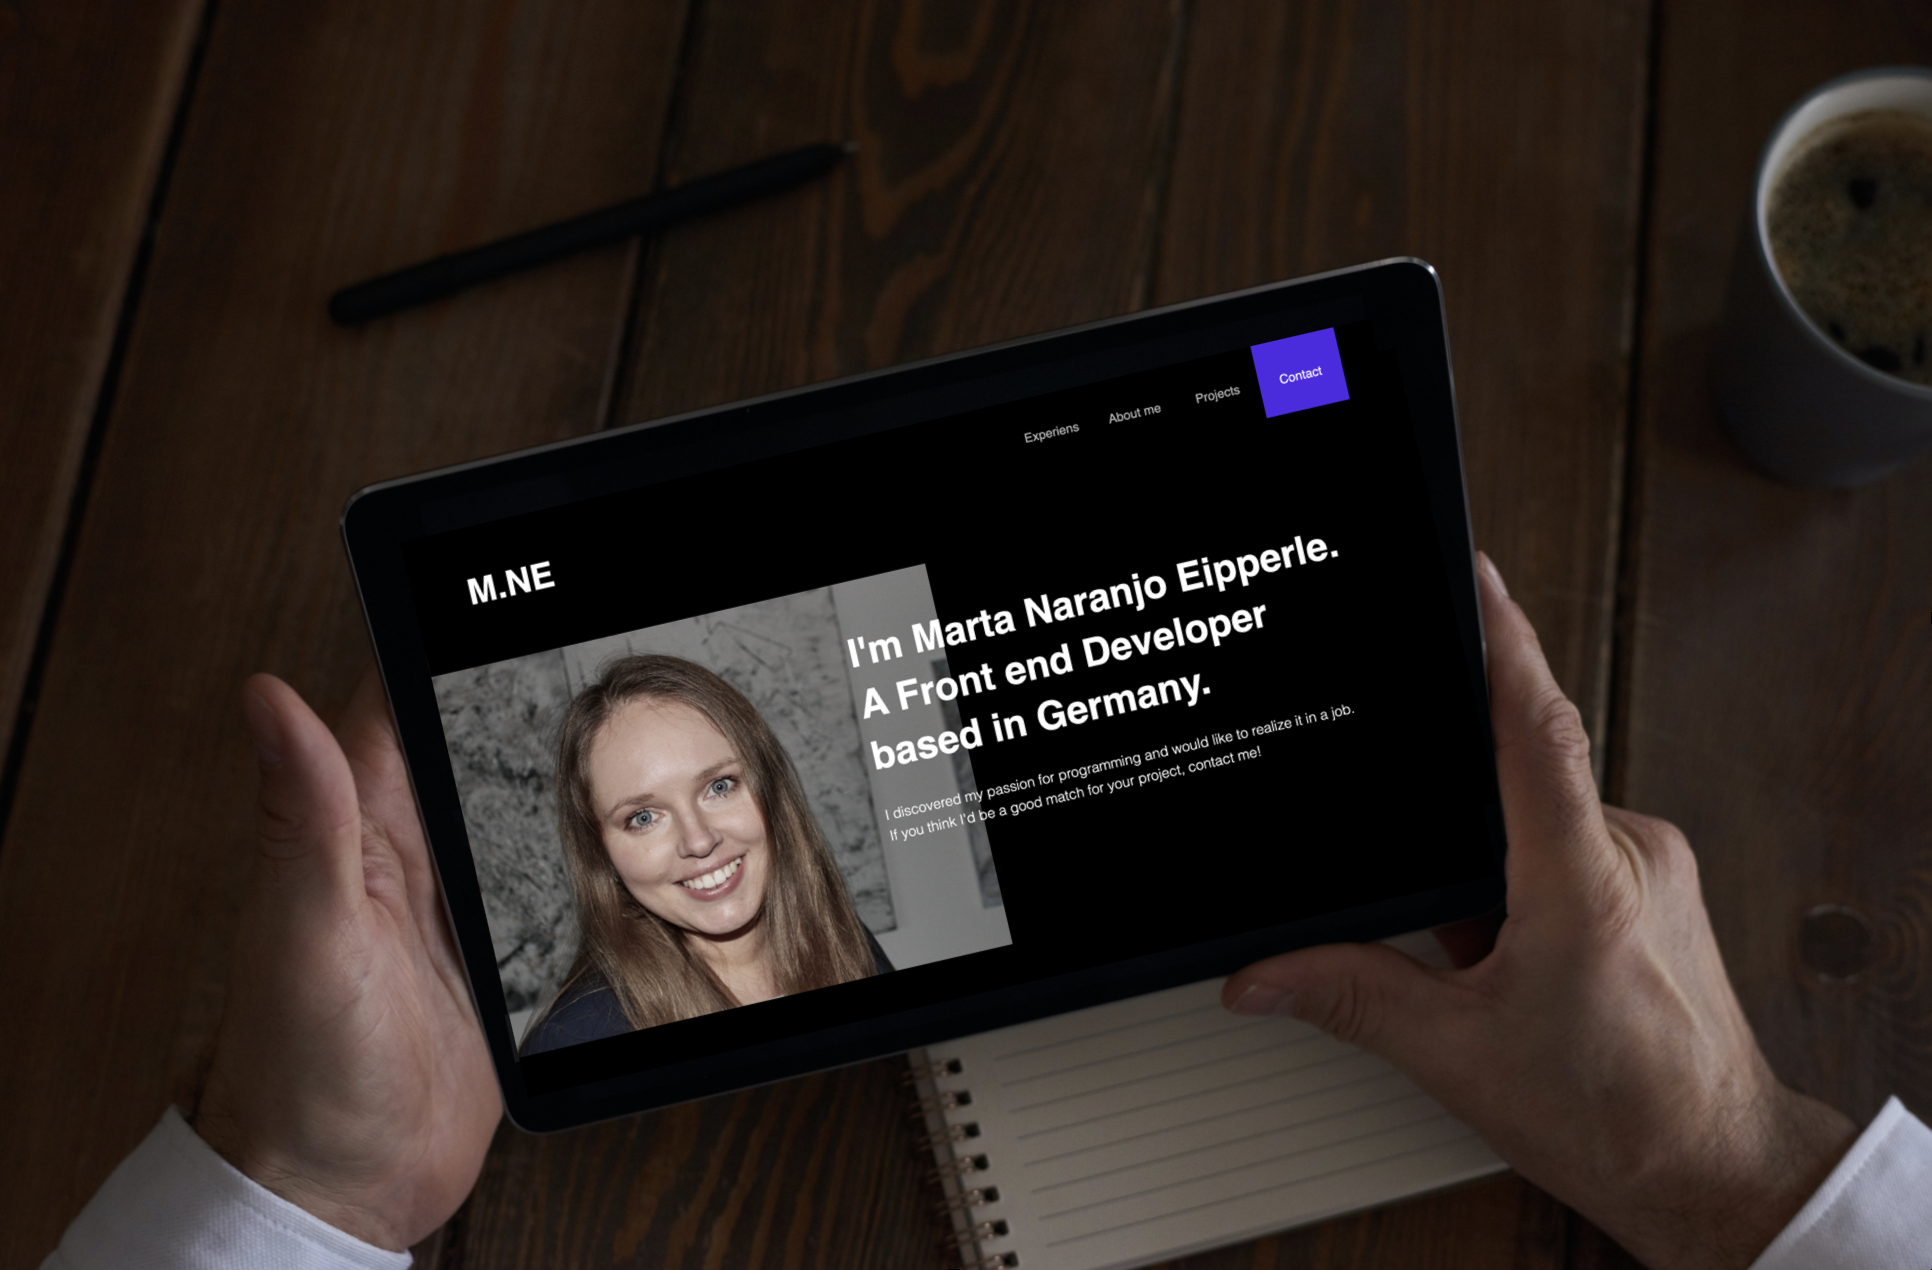 Experiens
About me
Projects
Contact
M.NE
I'm Marta Naranjo Eipperle.
A Front end Developer
based in Germany.
I discovered my passion for programming and would like to realize it in a job.
If you think I'd be a good match for your project, contact me!